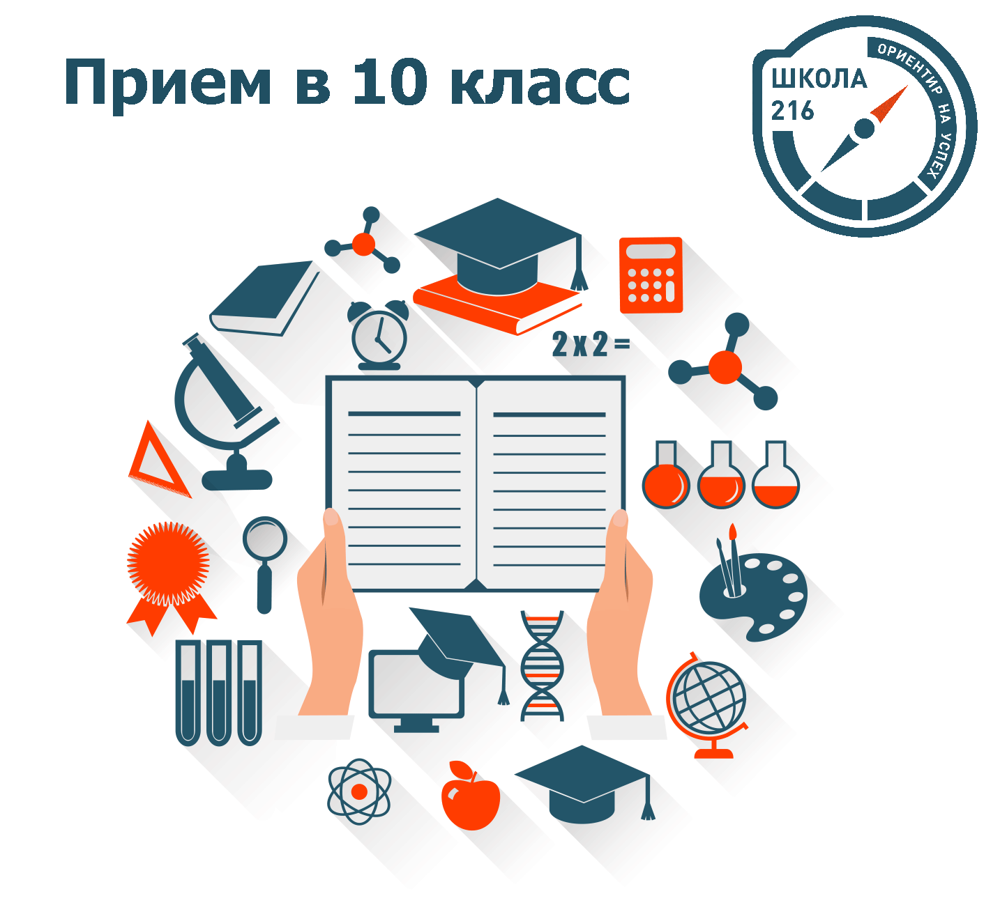 Прием в 10 класс
ШКОЛА
216
ОРИЕНТИР НА УСПЕХ
2 x 2 =